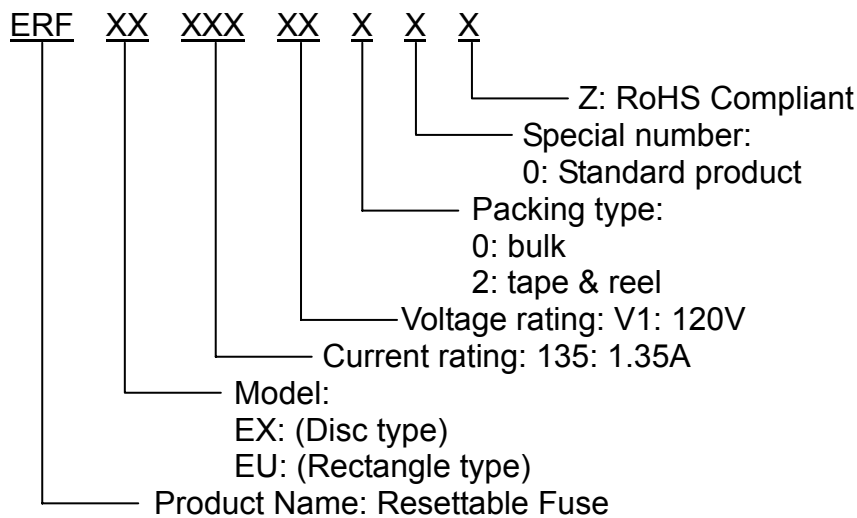 ERF XX XXX XX X X X
Z: RoHS Compliant
Special number:
0: Standard product
Packing type:
0: bulk
2: tape & reel
Voltage rating: V1: 120V
Current rating: 135: 1.35A
Model:
EX: (Disc type)
EU: (Rectangle type)
Product Name: Resettable Fuse